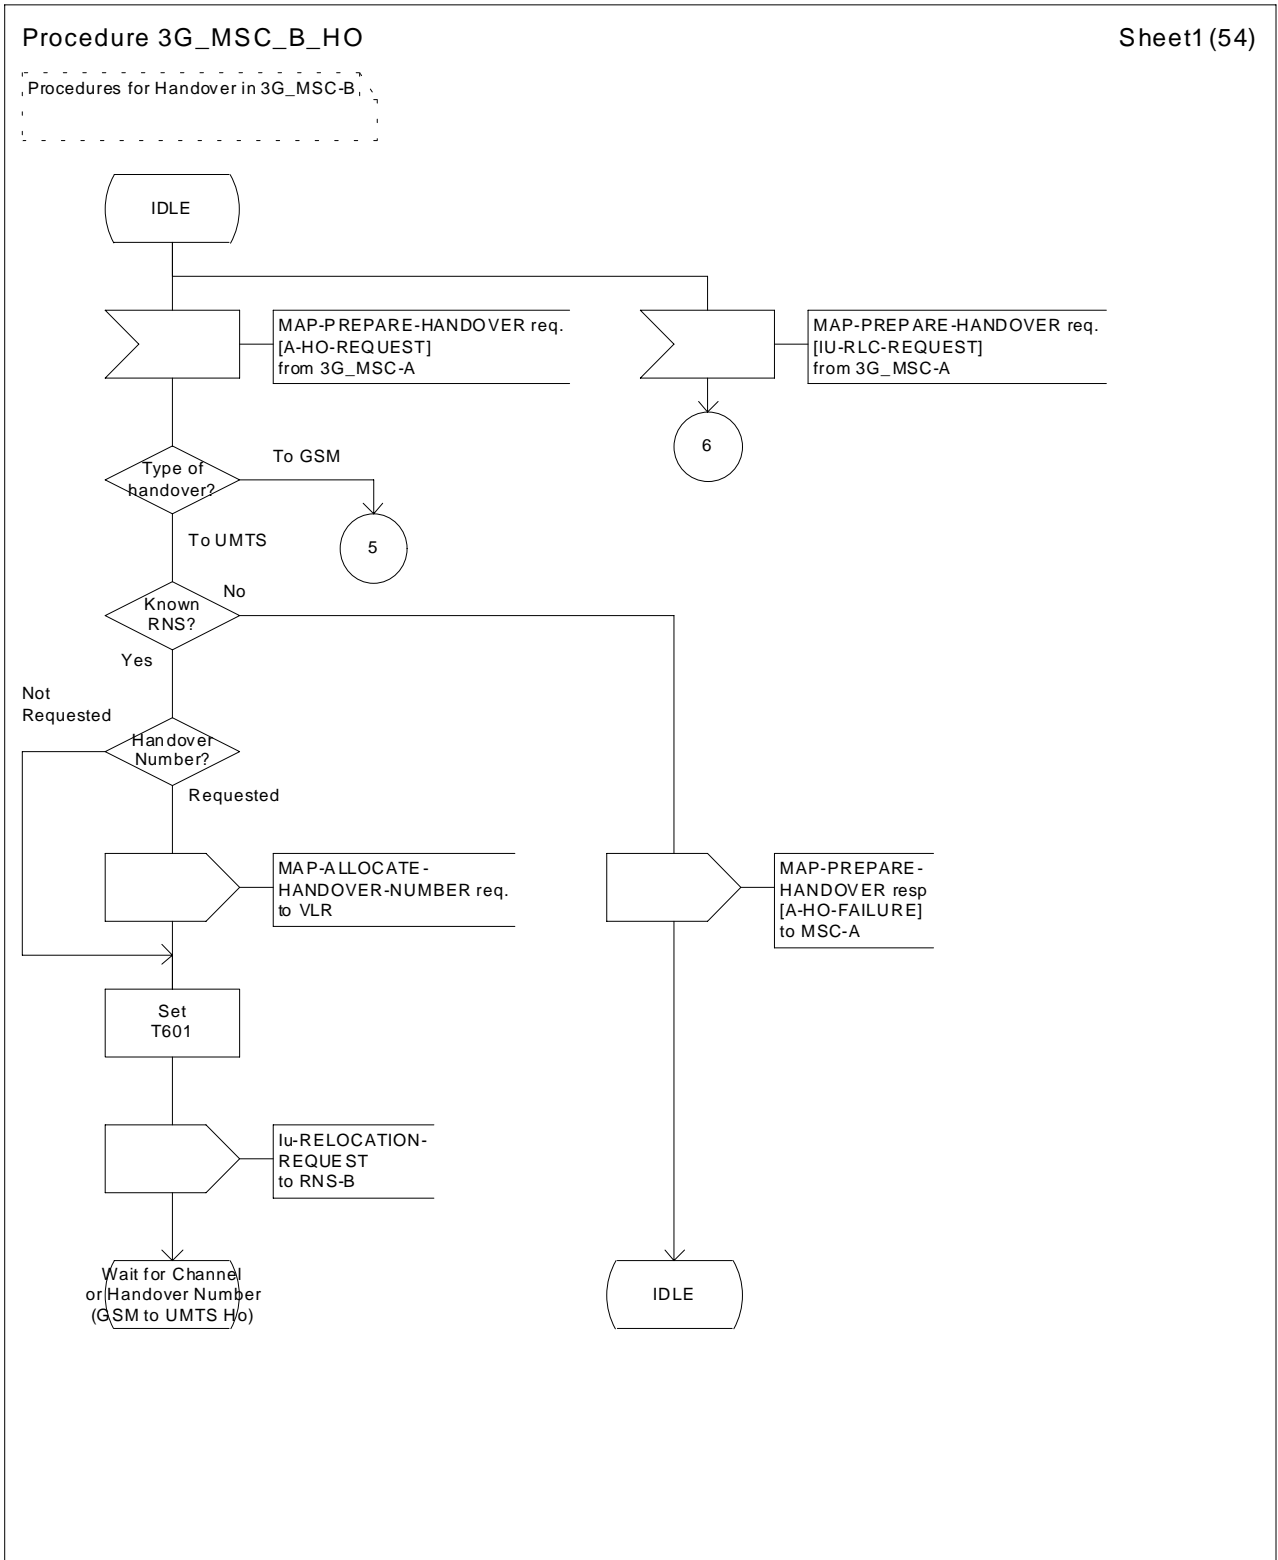 Procedure 3G_MSC_B_HO
Sheet1 (54)
Procedures for Handover in 3G_MSC-B
IDLE
MAP-PREPARE-HANDOVER req.
[A-HO-REQUEST]
from 3G_MSC-A
MAP-PREPARE-HANDOVER req.
[IU-RLC-REQUEST]
from 3G_MSC-A
6
Type of
handover?
To GSM
5
To UMTS
Known
RNS?
No
Yes
Not
Requested
Handover
Number?
Requested
MAP-ALLOCATE-
HANDOVER-NUMBER req.
to VLR
MAP-PREPARE-
HANDOVER resp
[A-HO-FAILURE]
to MSC-A
Set
T601
Iu-RELOCATION-
REQUEST
to RNS-B
Wait for Channel
or Handover Number
(GSM to UMTS Ho)
IDLE